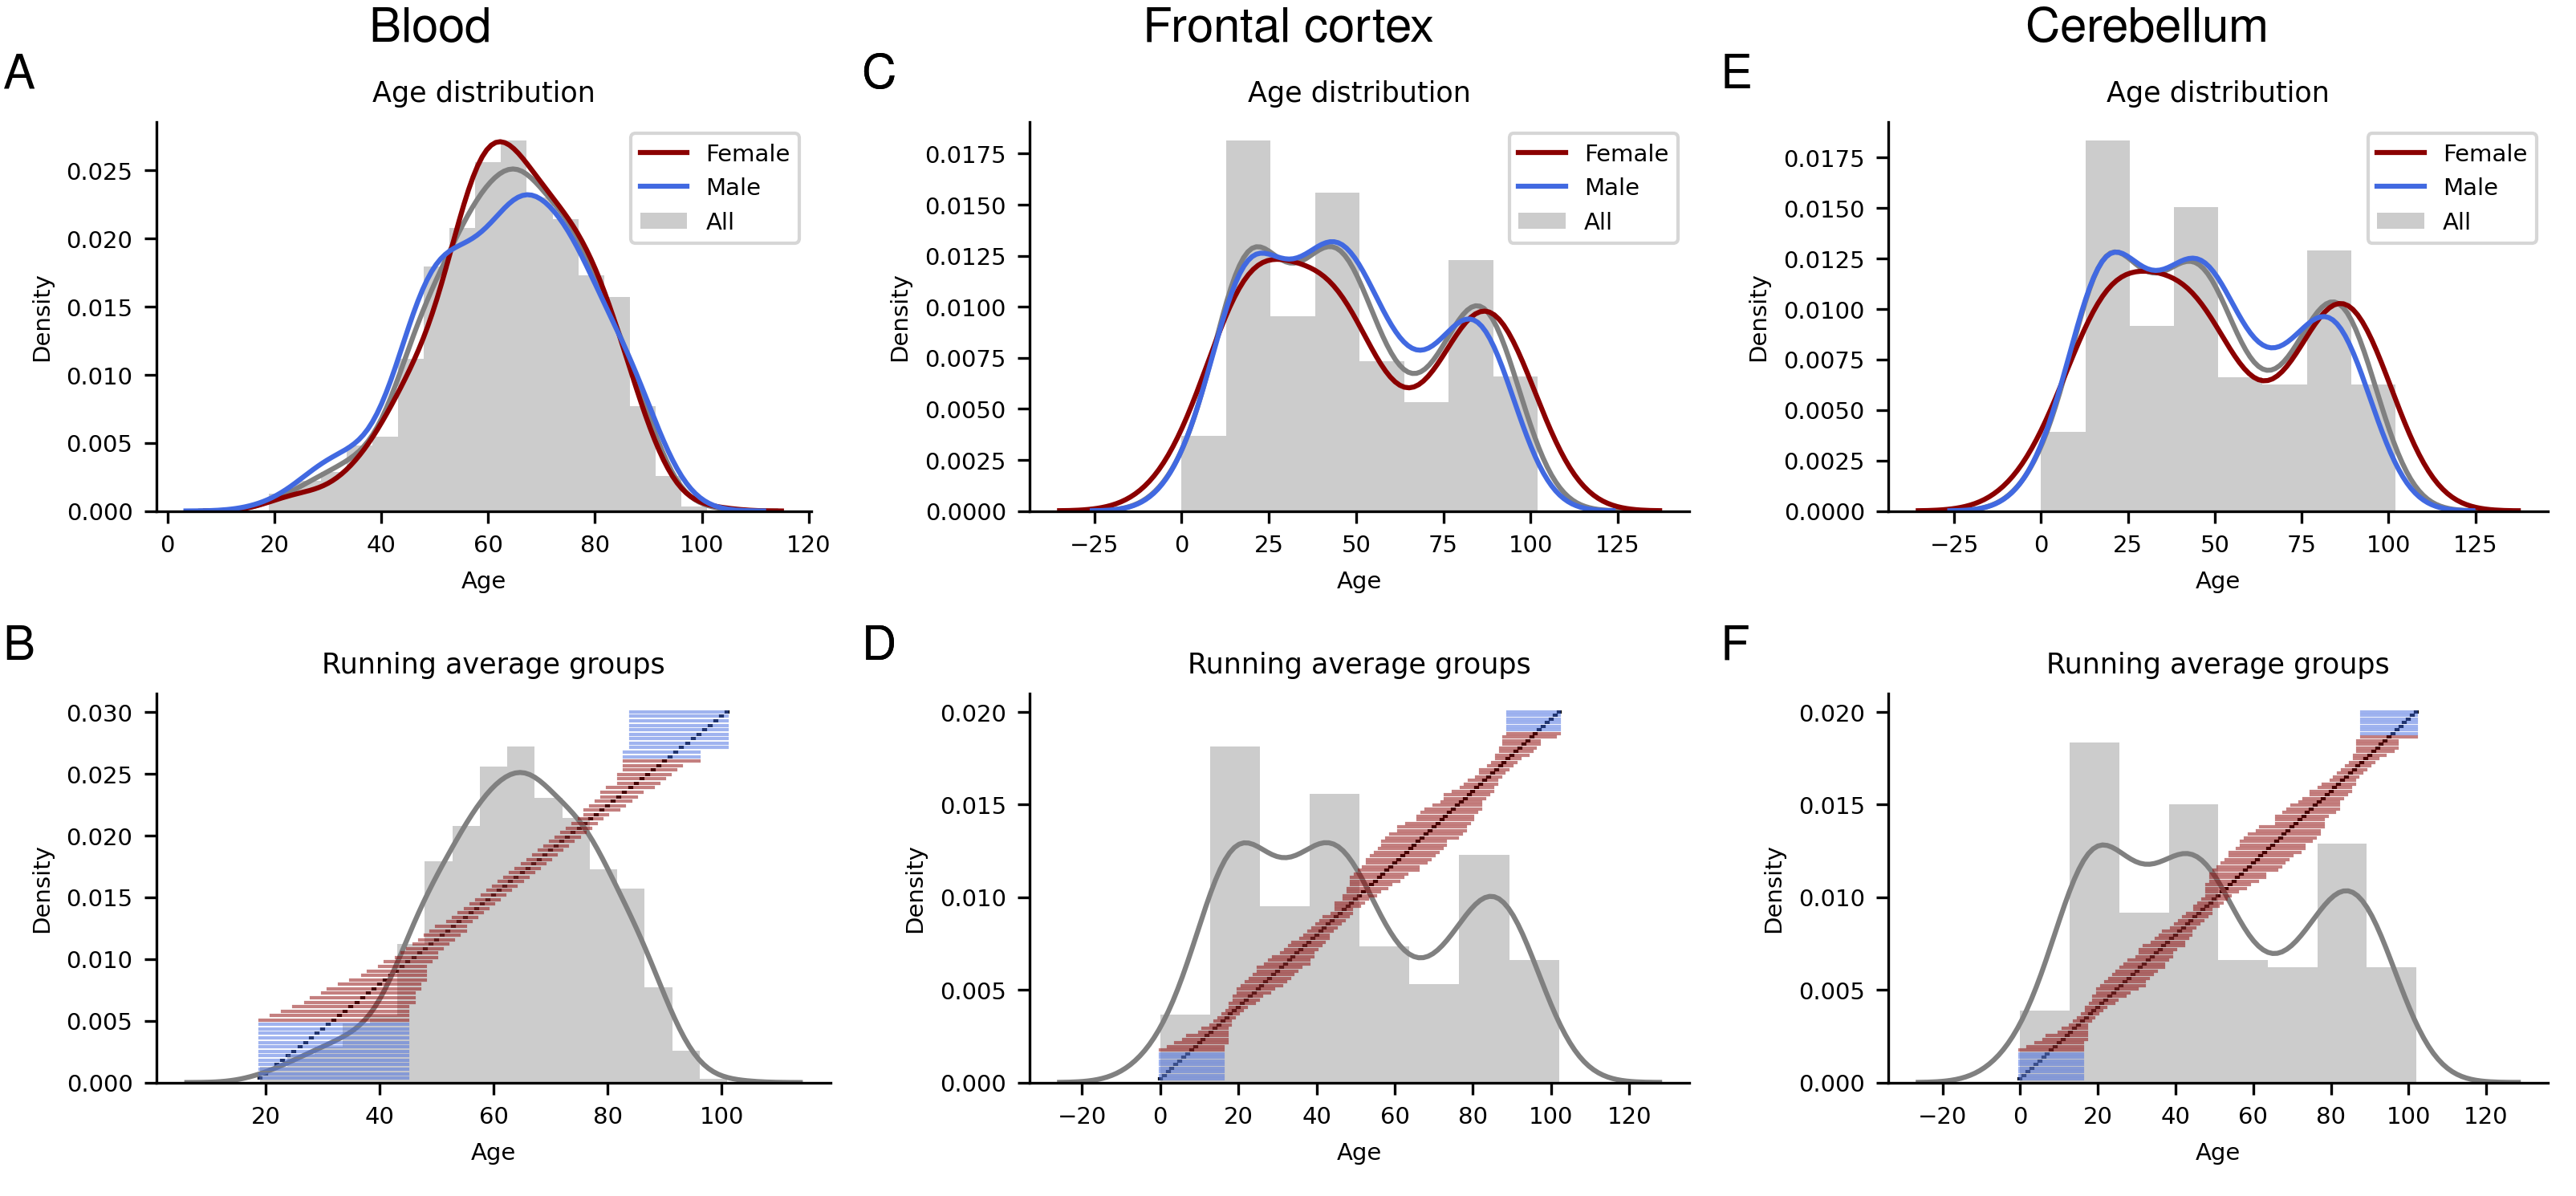 Blood
Frontal cortex
Cerebellum
A
Age distribution
Female
Male
All
Density
0.025
0.020
0.015
0.010
0.005
0.000
0 20 40 60 80 100 120
Age
C
Age distribution
Female
Male
All
Density
0.0175
0.0150
0.0125
0.0100
0.0075
0.0050
0.0025
0.0000
−25 0 25 50 75 100 125
Age
E
Age distribution
Female
Male
All
Density
0.0175
0.0150
0.0125
0.0100
0.0075
0.0050
0.0025
0.0000
−25 0 25 50 75 100 125
Age
B
Running average groups
Density
0.030
0.025
0.020
0.015
0.010
0.005
0.000
20 40 60 80 100
Age
D
Running average groups
Density
0.020
0.015
0.010
0.005
0.000
−20 0 20 40 60 80 100 120
Age
F
Running average groups
Density
0.020
0.015
0.010
0.005
0.000
−20 0 20 40 60 80 100 120
Age